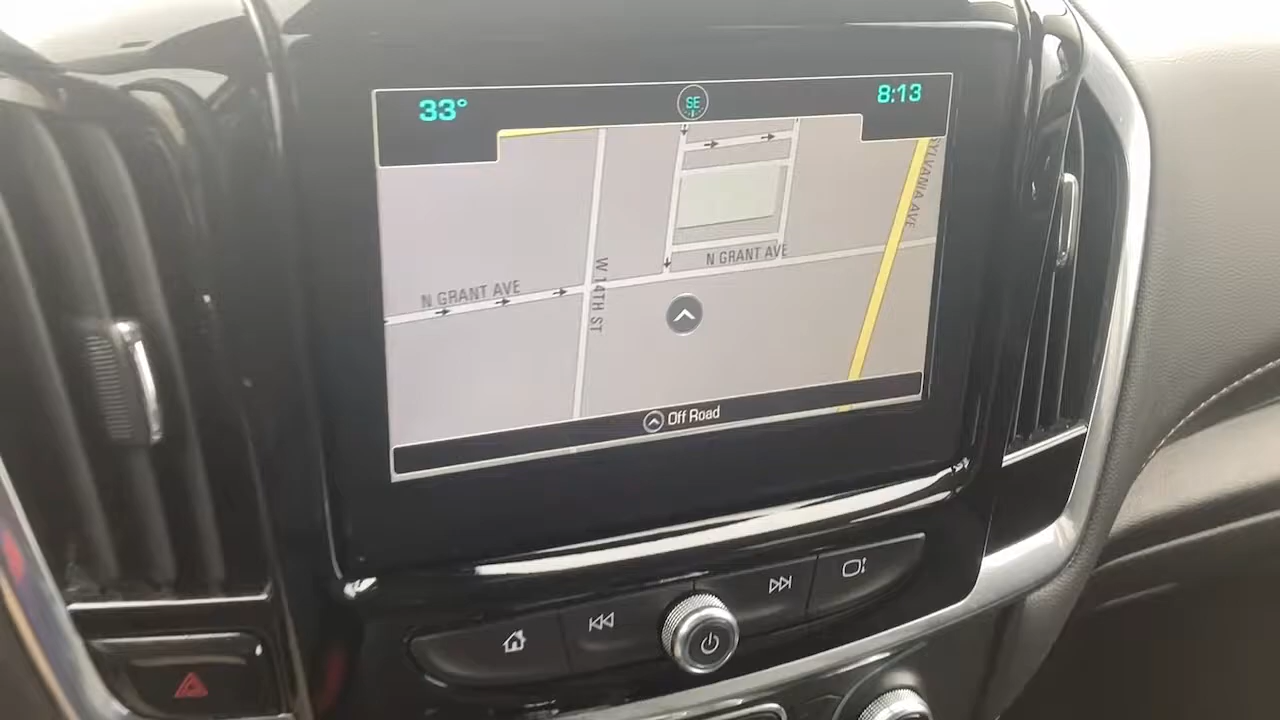 33°
SE
8:13
SYLVANIA AVE
N GRANT AVE
N GRANT AVE
W 14TH ST
Off Road